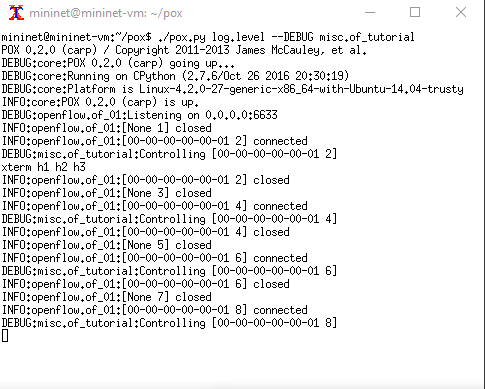 mininet@mininet-vm: ~/pox
mininet@mininet-vm:~/pox$ ./pox.py log.level --DEBUG misc.of_tutorial
POX 0.2.0 (carp) / Copyright 2011-2013 James McCauley, et al.
DEBUG:core:POX 0.2.0 (carp) going up...
DEBUG:core:Running on CPython (2.7.6/Oct 26 2016 20:30:19)
DEBUG:core:Platform is Linux-4.2.0-27-generic-x86_64-with-Ubuntu-14.04-trusty
INFO:core:POX 0.2.0 (carp) is up.
DEBUG:openflow.of_01:Listening on 0.0.0.0:6633
INFO:openflow.of_01:[None 1] closed
INFO:openflow.of_01:[00-00-00-00-00-01 2] connected
DEBUG:misc.of_tutorial:Controlling [00-00-00-00-00-01 2]
xterm h1 h2 h3
INFO:openflow.of_01:[00-00-00-00-00-01 2] closed
INFO:openflow.of_01:[None 3] closed
INFO:openflow.of_01:[00-00-00-00-00-01 4] connected
DEBUG:misc.of_tutorial:Controlling [00-00-00-00-00-01 4]
INFO:openflow.of_01:[00-00-00-00-00-01 4] closed
INFO:openflow.of_01:[None 5] closed
INFO:openflow.of_01:[00-00-00-00-00-01 6] connected
DEBUG:misc.of_tutorial:Controlling [00-00-00-00-00-01 6]
INFO:openflow.of_01:[00-00-00-00-00-01 6] closed
INFO:openflow.of_01:[None 7] closed
INFO:openflow.of_01:[00-00-00-00-00-01 8] connected
DEBUG:misc.of_tutorial:Controlling [00-00-00-00-00-01 8]